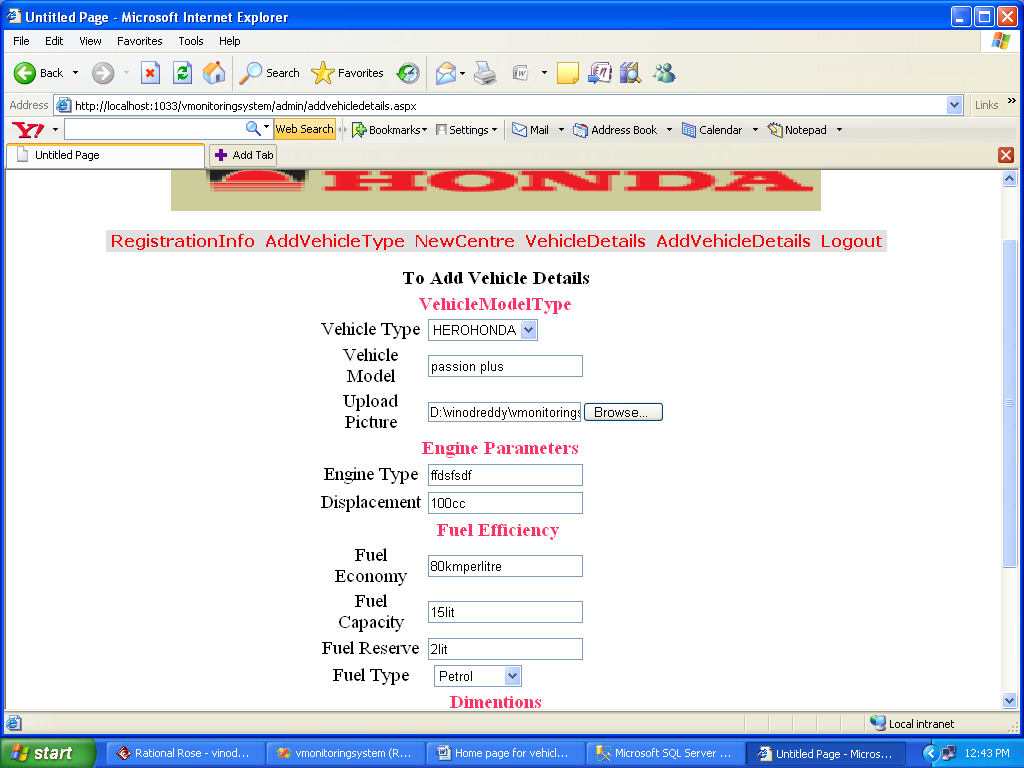 Untitled Page - Microsoft Internet Explorer
File Edit View Favorites Tools Help
Back Search Favorites
Address http://localhost:1033/vmonitoringsystem/admin/addvehicledetails.aspx Links »
Y! Web Search Bookmarks Settings Mail Address Book Calendar Notepad
Untitled Page Add Tab
HONDA
RegistrationInfo AddVehicleType NewCentre VehicleDetails AddVehicleDetails Logout
To Add Vehicle Details
VehicleModelType
Vehicle Type HEROHONDA
Vehicle
Model passion plus
Upload
Picture D:\vinodreddy\vmonitorings Browse...
Engine Parameters
Engine Type ffdsfsdf
Displacement 100cc
Fuel Efficiency
Fuel
Economy 80kmperlitre
Fuel
Capacity 15lit
Fuel Reserve 2lit
Fuel Type Petrol
Dimentions
Local intranet
start Rational Rose - vinod... vmonitoringsystem (R... Home page for vehicl... Microsoft SQL Server ... Untitled Page - Micros... 12:43 PM